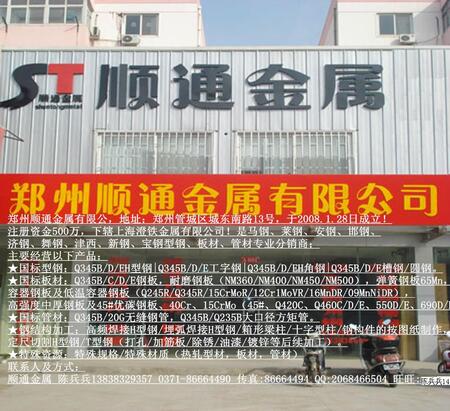 ST 顺通金属
顺通金属
郑州顺通金属有限公司
郑州顺通金属有限公，地址：郑州管城区城东南路13号，于2008.1.28日成立！
注册资金500万，下辖上海澄铁金属有限公司！是马钢、莱钢、安钢、邯钢、
济钢、舞钢、津西、新钢、宝钢型钢、板材、管材专业分销商；
主要经营以下产品：
★国标型钢：Q345B/D/EH型钢|Q345B/D/E工字钢|Q345B/D/EH角钢|Q345B/D/E槽钢/圆钢，
★国标板材：Q345B/C/D/E钢板，耐磨钢板（NM360/NM400/NM450/NM500），弹簧钢板65Mn，
容器钢板及低温容器钢板（Q245R/Q345R/15CrMoR/12Cr1MoVR/16MnDR/09MnNiDR），
高强度中厚钢板及45#优碳钢板、40Cr、15CrMo（45#、Q420C、Q460C/D/E、550D/E、690D/
★国标管材：Q345B/20G无缝钢管，Q345B/Q235B大口径方矩管。
★钢结构加工：高频焊接H型钢/埋弧焊接H型钢/箱形梁柱/十字型柱/钢构件的按图纸制作，
定尺切割H型钢/T型钢（打孔/加筋板/除锈/油漆/镀锌等后续加工），
★特殊资源：特殊规格/特殊材质（热轧型材，板材，管材）
联系人及方式：
顺通金属 陈兵兵13838329357 0371-86664490 传真:86664494 QQ:2068466504 旺旺: